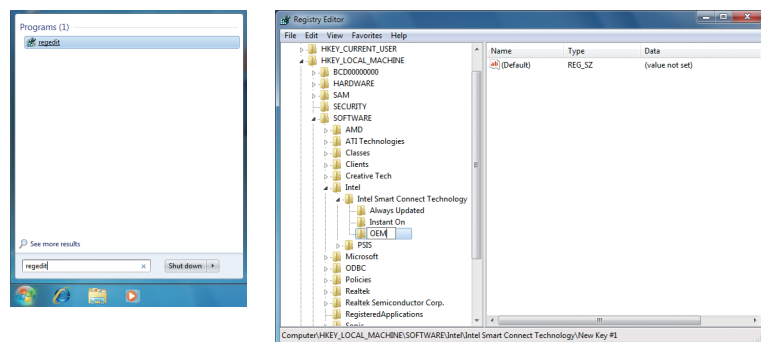 Programs (1)
regedit
See more results
regedit
Shut down
Registry Editor
File Edit View Favorites Help
HKEY_CURRENT_USER
HKEY_LOCAL_MACHINE
BCD00000000
HARDWARE
SAM
SECURITY
SOFTWARE
AMD
ATI Technologies
Classes
Clients
Creative Tech
Intel
Intel Smart Connect Technology
Always Updated
Instant On
OEM
PSIS
Microsoft
ODBC
Policies
Realtek
Realtek Semiconductor Corp.
RegisteredApplications
Sonic
Name Type Data
ab (Default) REG_SZ (value not set)
Computer\HKEY_LOCAL_MACHINE\SOFTWARE\Intel\Intel Smart Connect Technology\New Key #1